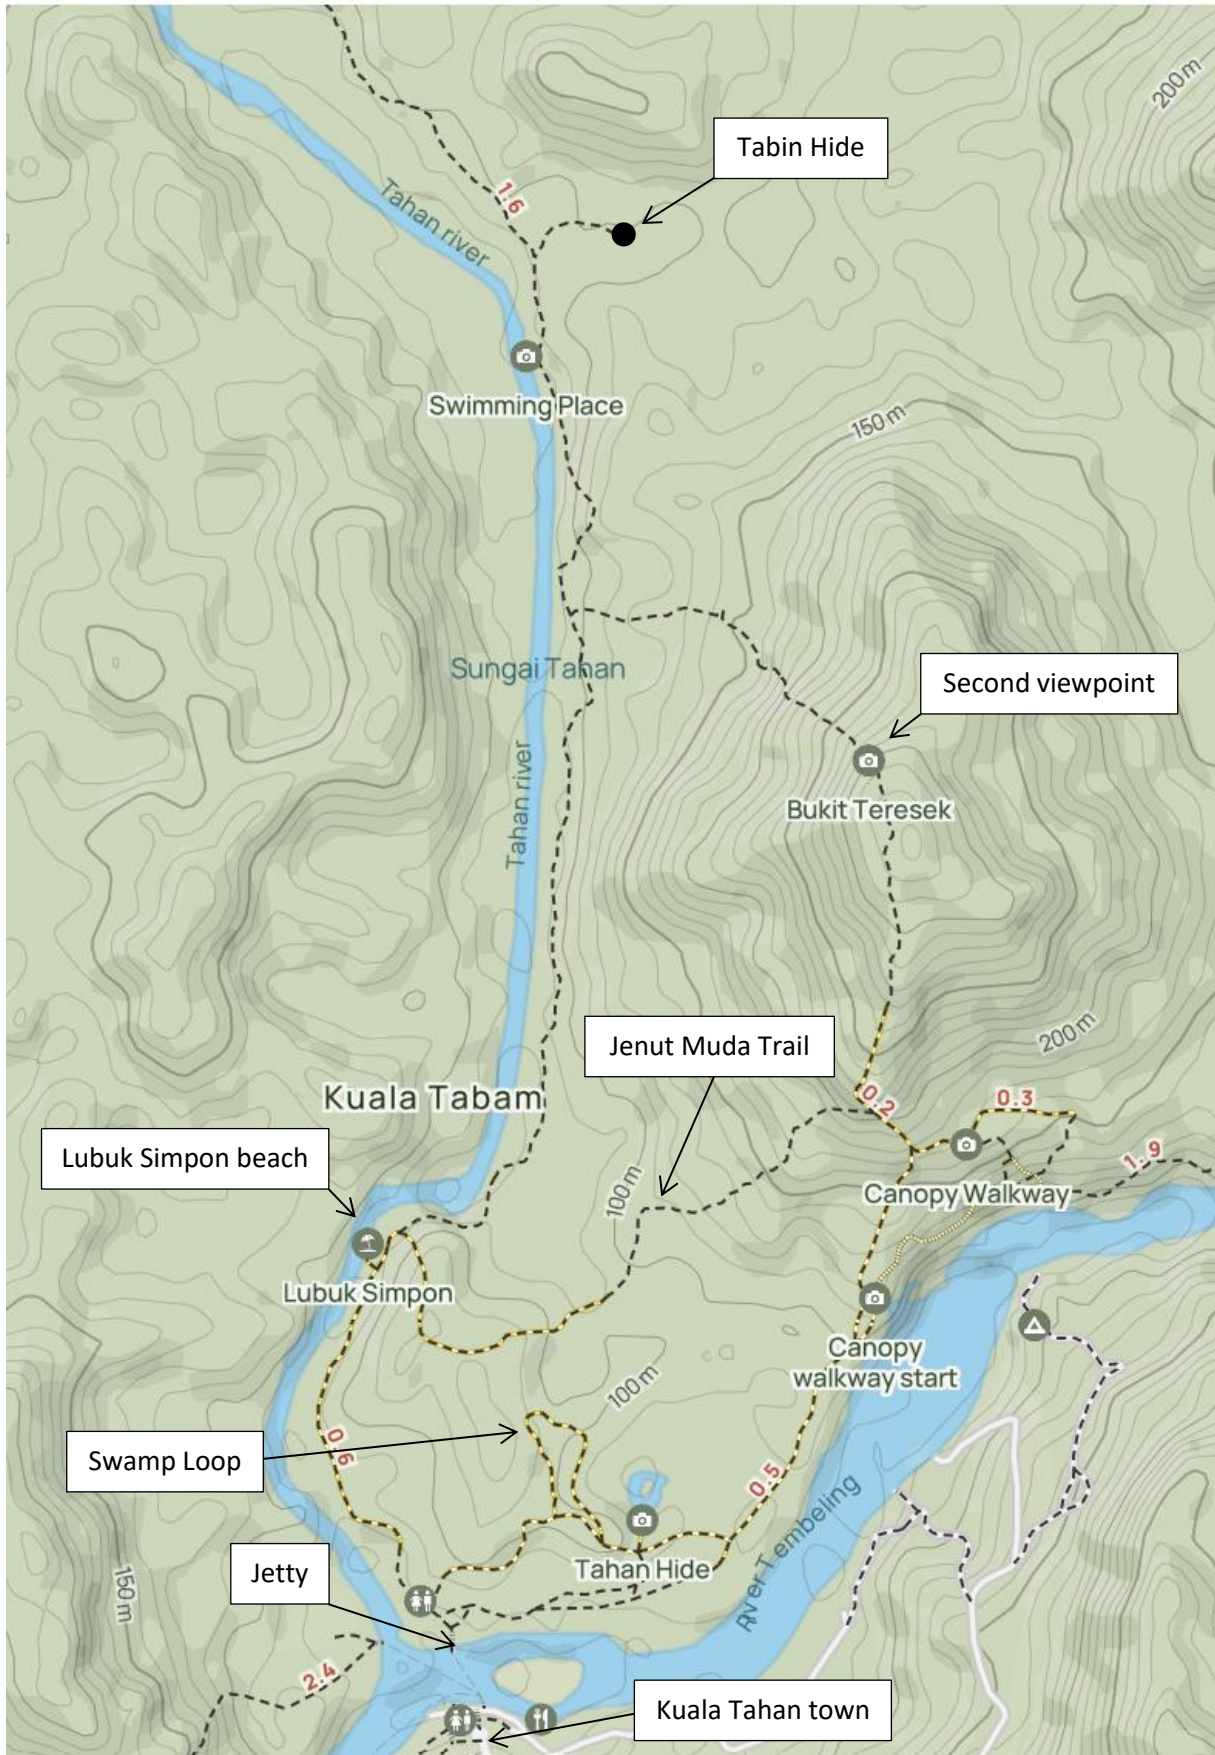 200 m
Tabin Hide
1.6
Tahan river
Swimming Place
150 m
Sungai Tahan
Second viewpoint
Tahan river
Bukit Teresek
Jenut Muda Trail
200 m
Kuala Tabam
0.2
0.3
Lubuk Simpon beach
1.9
100 m
Canopy Walkway
Lubuk Simpon
Canopy
walkway start
100 m
Swamp Loop
0.6
0.5
River Tembeling
Tahan Hide
Jetty
150 m
2.4
Kuala Tahan town